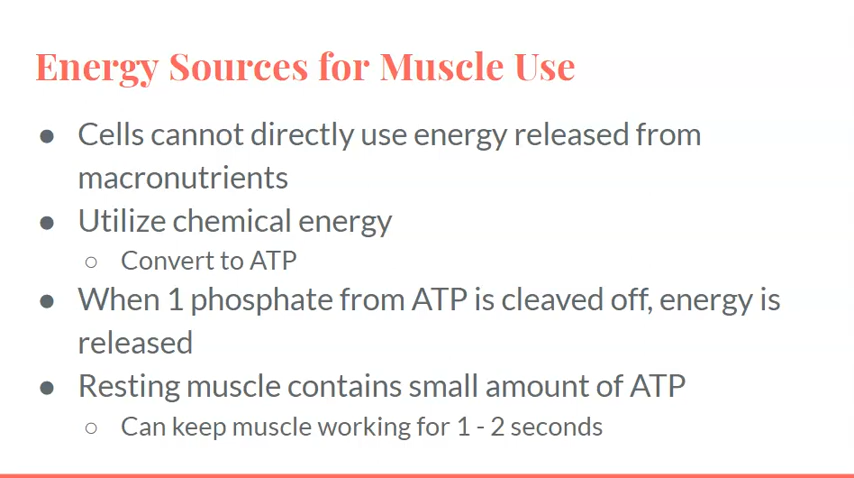 Energy Sources for Muscle Use
● Cells cannot directly use energy released from
macronutrients
● Utilize chemical energy
○ Convert to ATP
● When 1 phosphate from ATP is cleaved off, energy is
released
● Resting muscle contains small amount of ATP
○ Can keep muscle working for 1 - 2 seconds